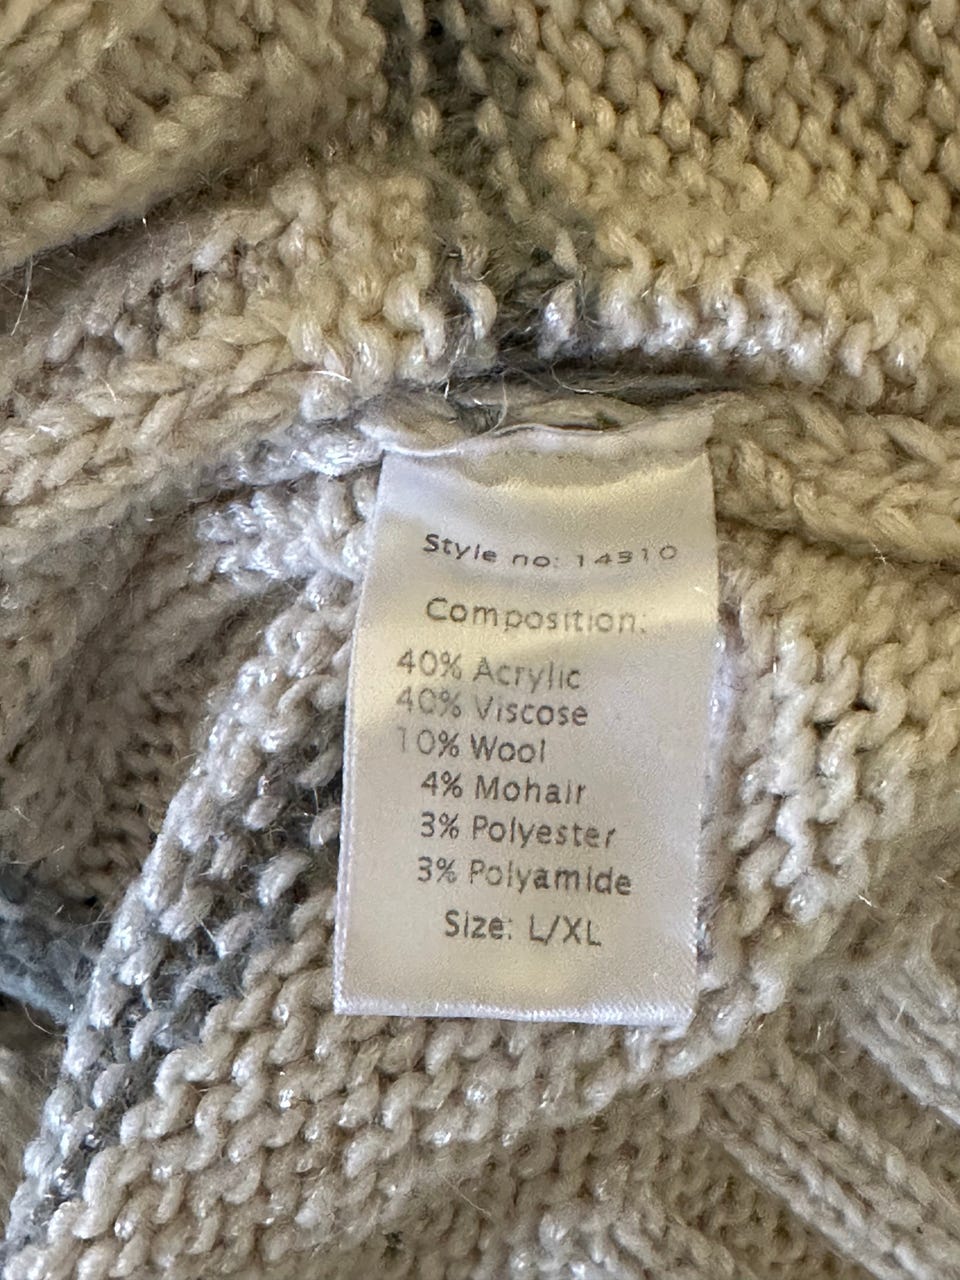 Style no: 14310
Composition:
40% Acrylic
40% Viscose
10% Wool
4% Mohair
3% Polyester
3% Polyamide
Size: L/XL